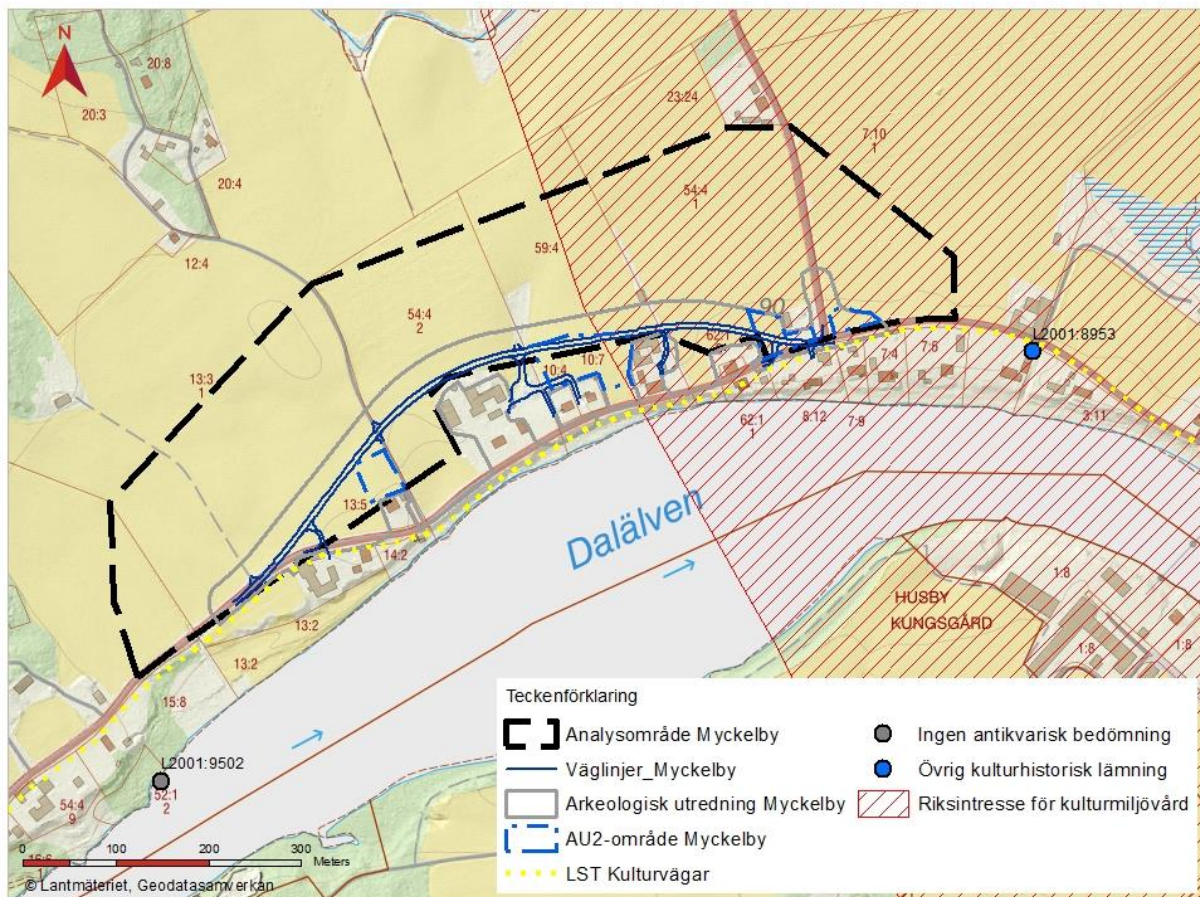 N
20:8
20:3
20:4
12:4
23:24
7:10
1
54:4
1
59:4
54:4
2
13:3
1
90
L2001:8953
62:1
10:7
10:4
7:6
7:4
3:11
62:1
1
8:12
7:9
13:5
14:2
Dalälven
13:2
13:2
15:8
HUSBY
KUNGSGÅRD
1:8
1:8
1:8
L2001:9502
52:1
2
54:4
9
Teckenförklaring
Analysområde Myckelby
Väglinjer_Myckelby
Arkeologisk utredning Myckelby
AU2-område Myckelby
LST Kulturvägar
Ingen antikvarisk bedömning
Övrig kulturhistorisk lämning
Riksintresse för kulturmiljövård
0 100 200 300
Meters
© Lantmäteriet, Geodatasamverkan